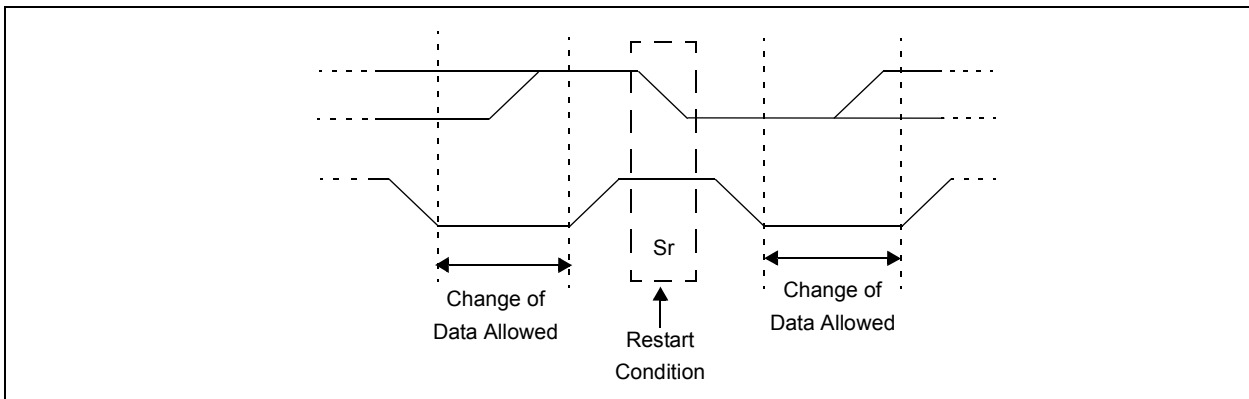 Sr
Change of
Data Allowed
Restart
Condition
Change of
Data Allowed